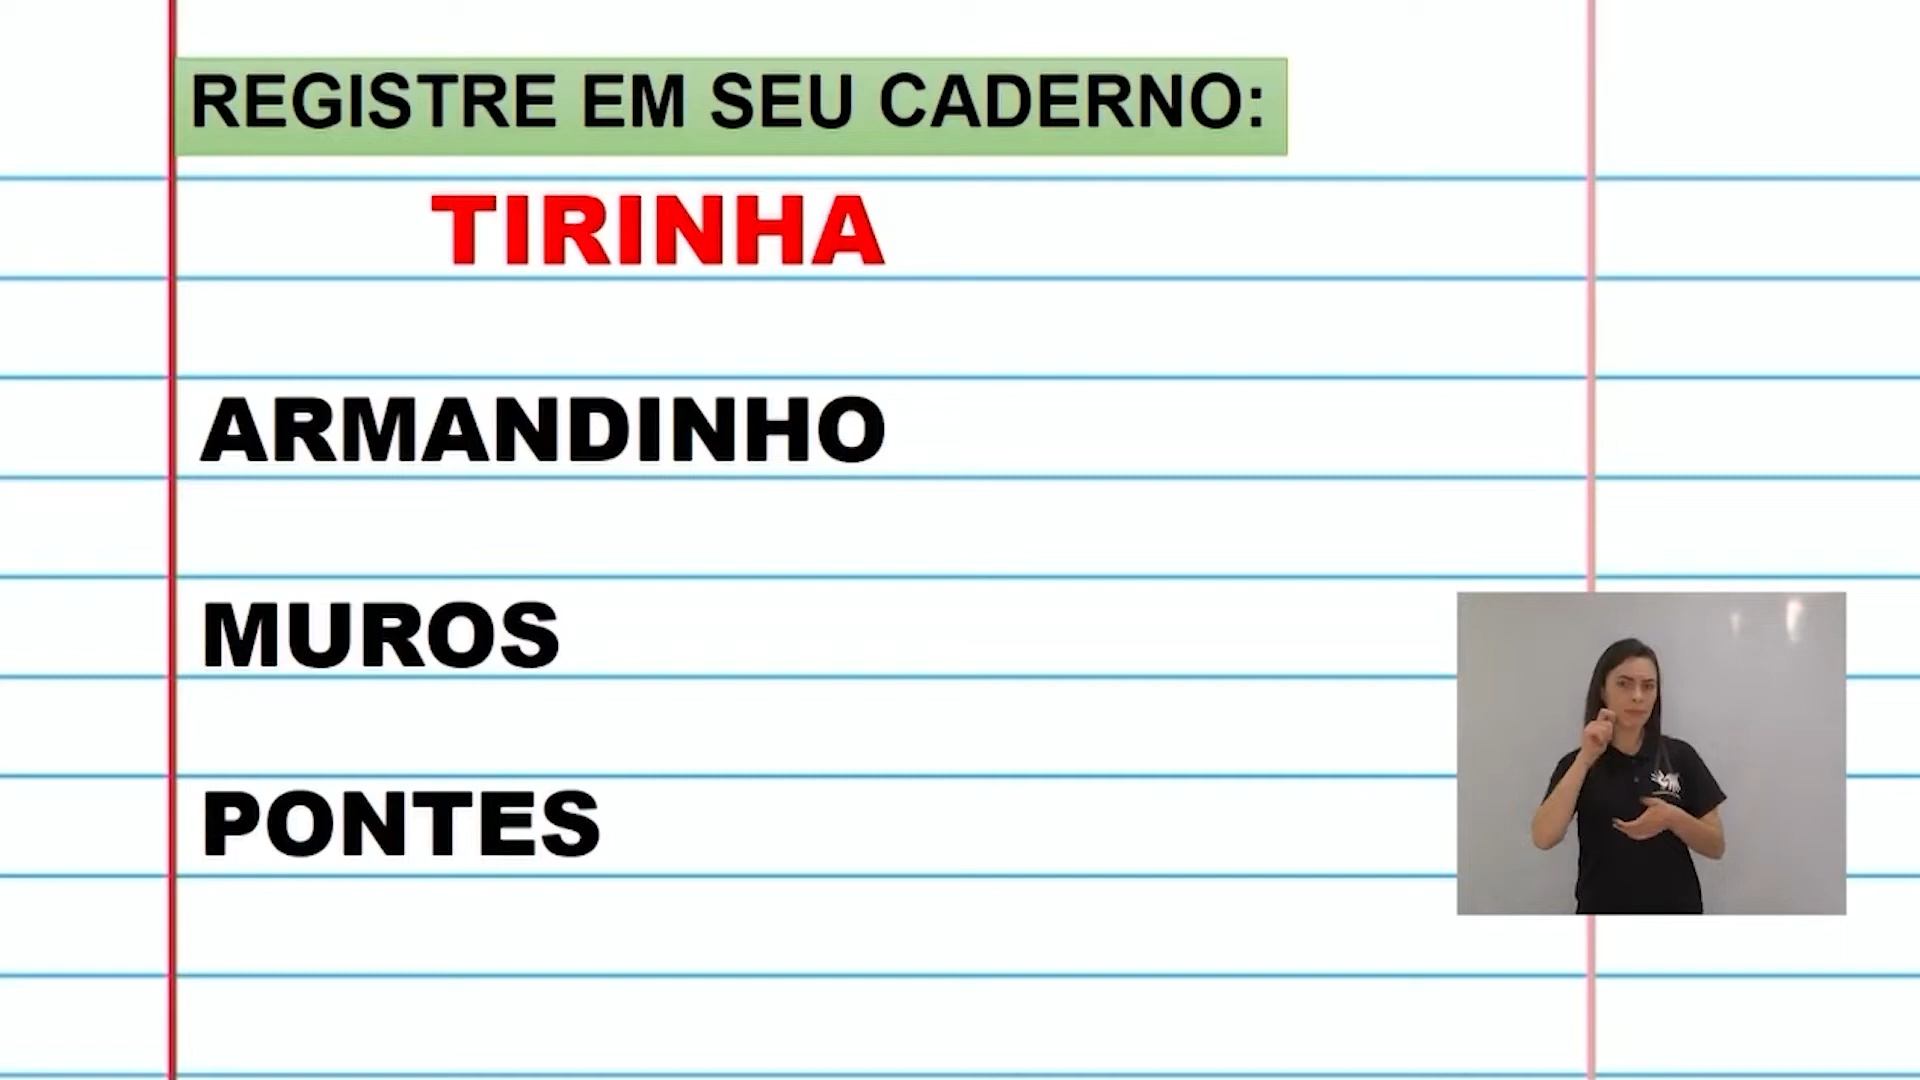 REGISTRE EM SEU CADERNO:
TIRINHA
ARMANDINHO
MUROS
PONTES